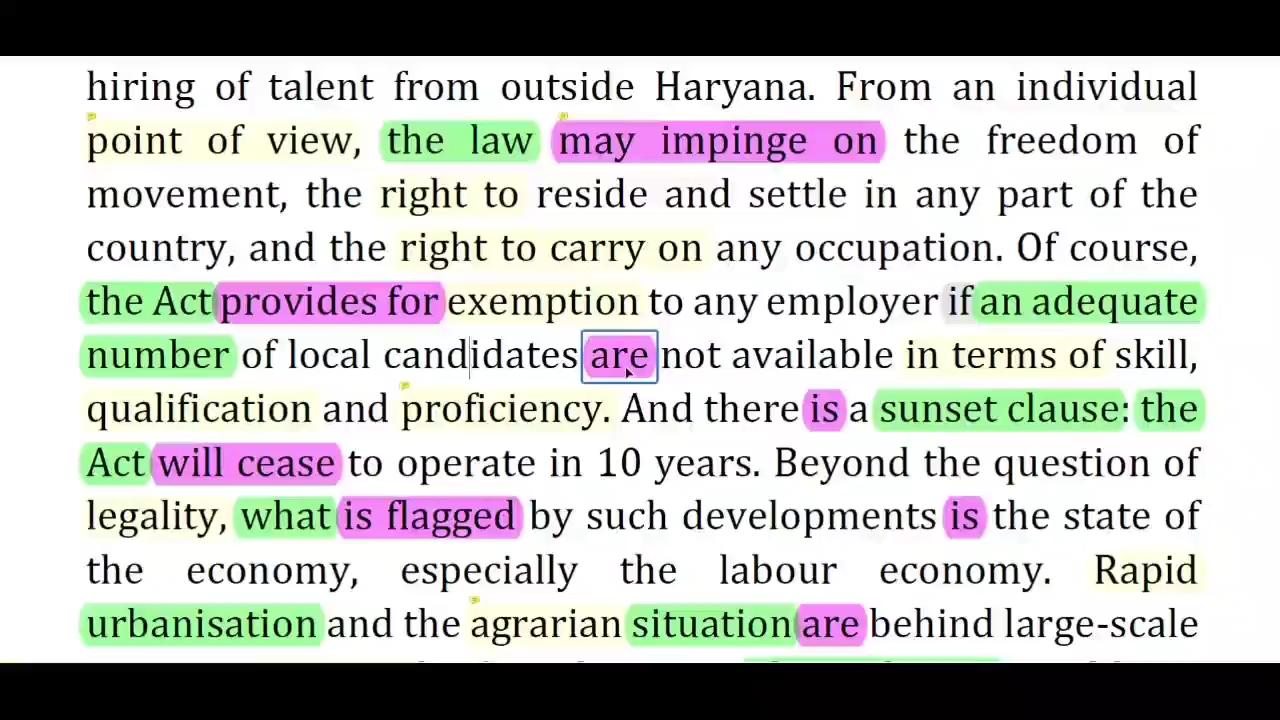 hiring of talent from outside Haryana. From an individual
point of view, the law may impinge on the freedom of
movement, the right to reside and settle in any part of the
country, and the right to carry on any occupation. Of course,
the Act provides for exemption to any employer if an adequate
number of local candidates are not available in terms of skill,
qualification and proficiency. And there is a sunset clause: the
Act will cease to operate in 10 years. Beyond the question of
legality, what is flagged by such developments is the state of
the economy, especially the labour economy. Rapid
urbanisation and the agrarian situation are behind large-scale